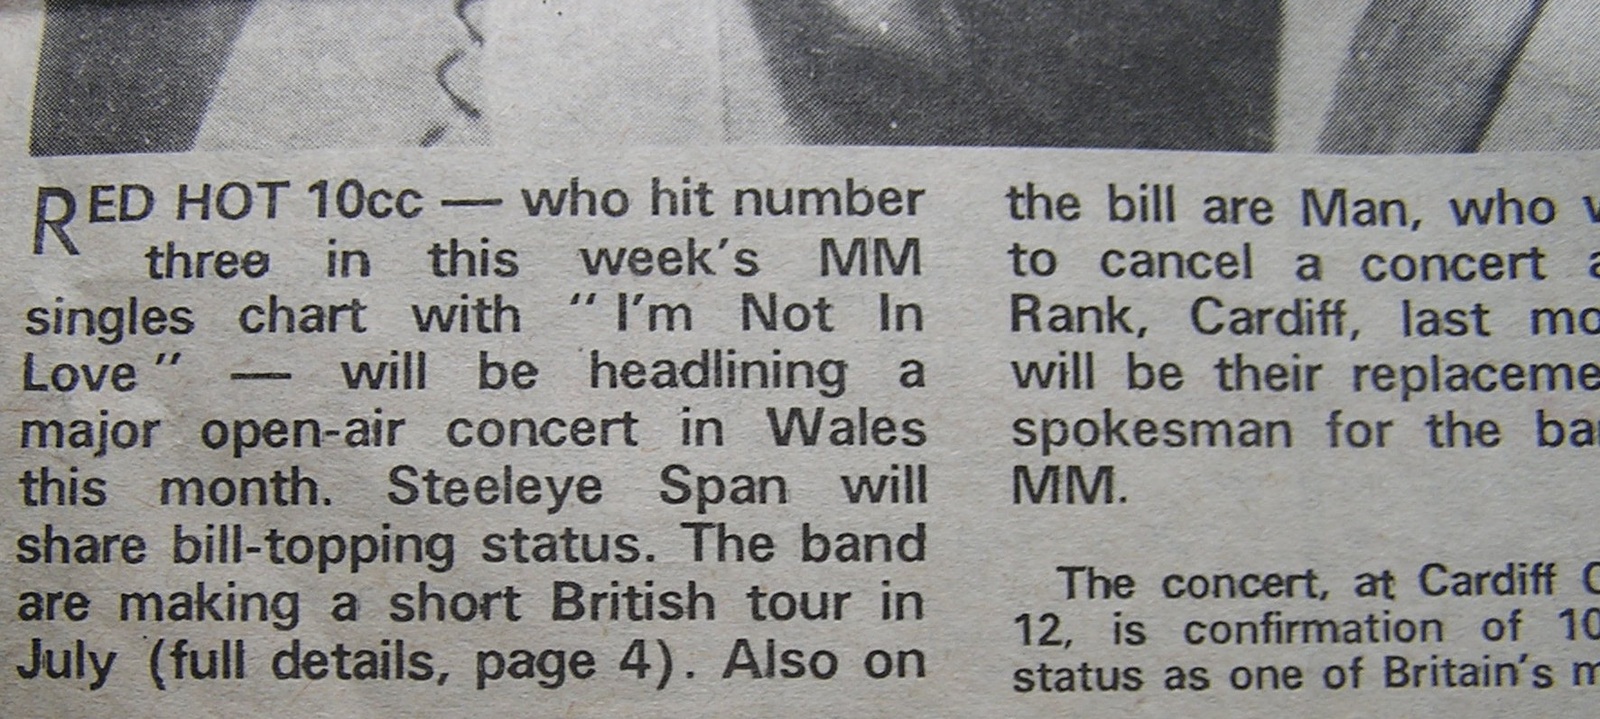 RED HOT 10cc — who hit number
three in this week's MM
singles chart with "I'm Not In
Love" — will be headlining a
major open-air concert in Wales
this month. Steeleye Span will
share bill-topping status. The band
are making a short British tour in
July (full details, page 4). Also on
the bill are Man, who
to cancel a concert
Rank, Cardiff, last
will be their
spokesman for the
MM.
The concert, at Cardiff
12, is confirmation of
status as one of Britain's